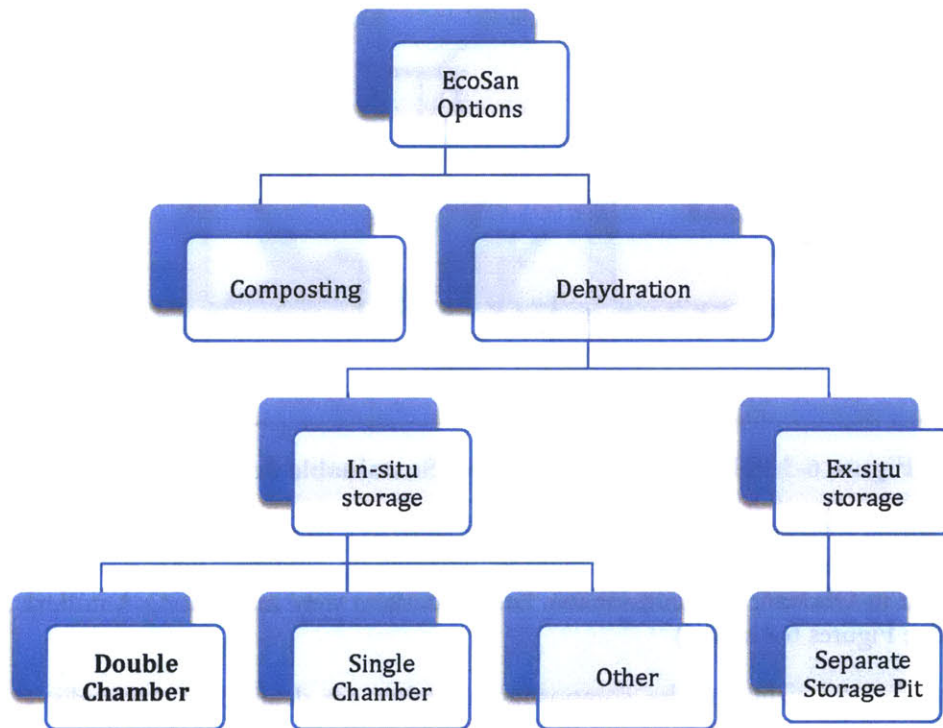 EcoSan
Options
Composting
Dehydration
In-situ
storage
Ex-situ
storage
Double
Chamber
Single
Chamber
Other
Separate
Storage Pit